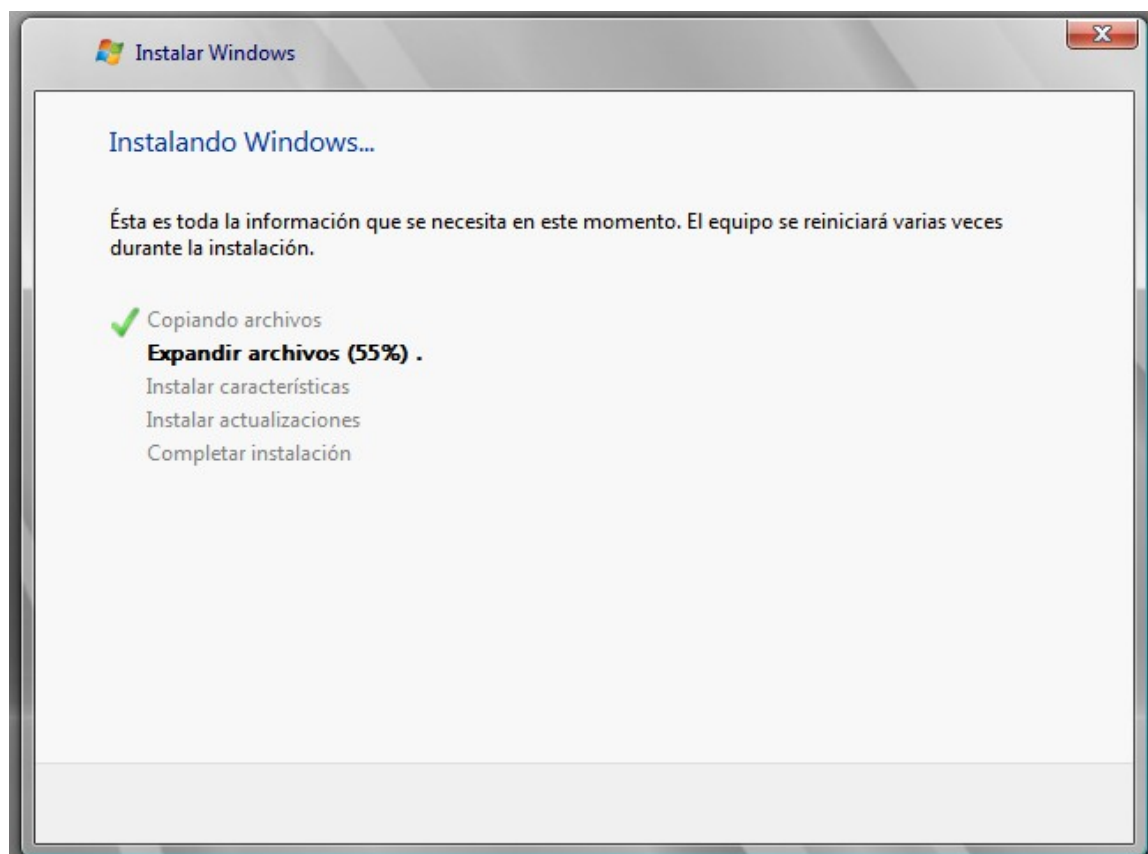 Instalar Windows
Instalando Windows...
Ésta es toda la información que se necesita en este momento. El equipo se reiniciará varias veces
durante la instalación.
Copiando archivos
Expandir archivos (55%) .
Instalar características
Instalar actualizaciones
Completar instalación